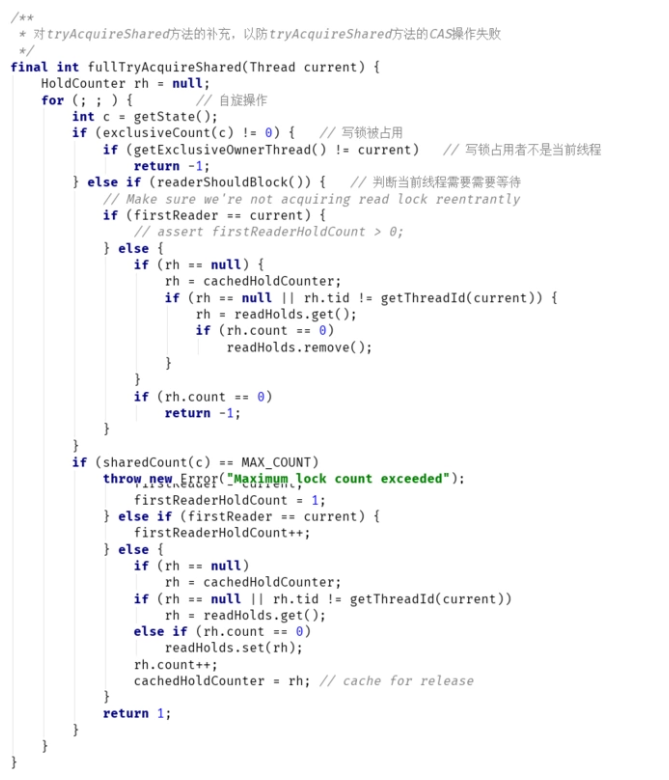 /**
 * 对tryAcquireShared方法的补充，以防tryAcquireShared方法的CAS操作失败
 */
final int fullTryAcquireShared(Thread current) {
    HoldCounter rh = null;
    for (; ; ) {        // 自旋操作
        int c = getState();
        if (exclusiveCount(c) != 0) {   // 写锁被占用
            if (getExclusiveOwnerThread() != current)   // 写锁占用者不是当前线程
                return -1;
        } else if (readerShouldBlock()) {   // 判断当前线程需要需要等待
            // Make sure we're not acquiring read lock reentrantly
            if (firstReader == current) {
                // assert firstReaderHoldCount > 0;
            } else {
                if (rh == null) {
                    rh = cachedHoldCounter;
                    if (rh == null || rh.tid != getThreadId(current)) {
                        rh = readHolds.get();
                        if (rh.count == 0)
                            readHolds.remove();
                    }
                }
                if (rh.count == 0)
                    return -1;
            }
        }
        if (sharedCount(c) == MAX_COUNT)
            throw new Error("Maximum lock count exceeded");
                firstReader = current;
                firstReaderHoldCount = 1;
            } else if (firstReader == current) {
                firstReaderHoldCount++;
            } else {
                if (rh == null)
                    rh = cachedHoldCounter;
                if (rh == null || rh.tid != getThreadId(current))
                    rh = readHolds.get();
                else if (rh.count == 0)
                    readHolds.set(rh);
                rh.count++;
                cachedHoldCounter = rh; // cache for release
            }
            return 1;
        }
    }
}